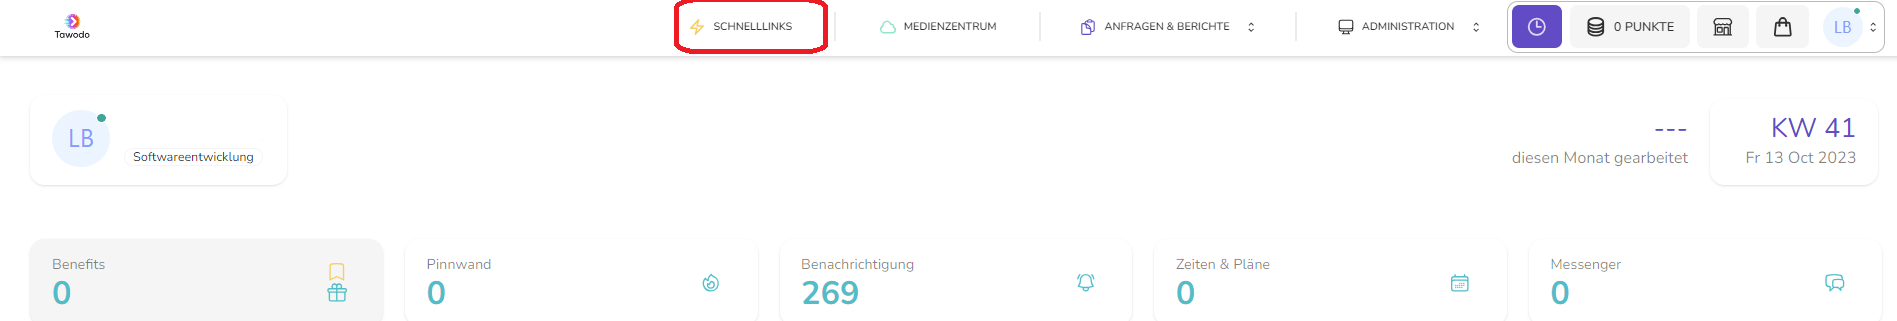 Tawodo
SCHNELLLINKS
MEDIENZENTRUM
ANFRAGEN & BERICHTE
ADMINISTRATION
0 PUNKTE
LB
LB
Softwareentwicklung
---
diesen Monat gearbeitet
KW 41
Fr 13 Oct 2023
Benefits
0
Pinnwand
0
Benachrichtigung
269
Zeiten & Pläne
0
Messenger
0